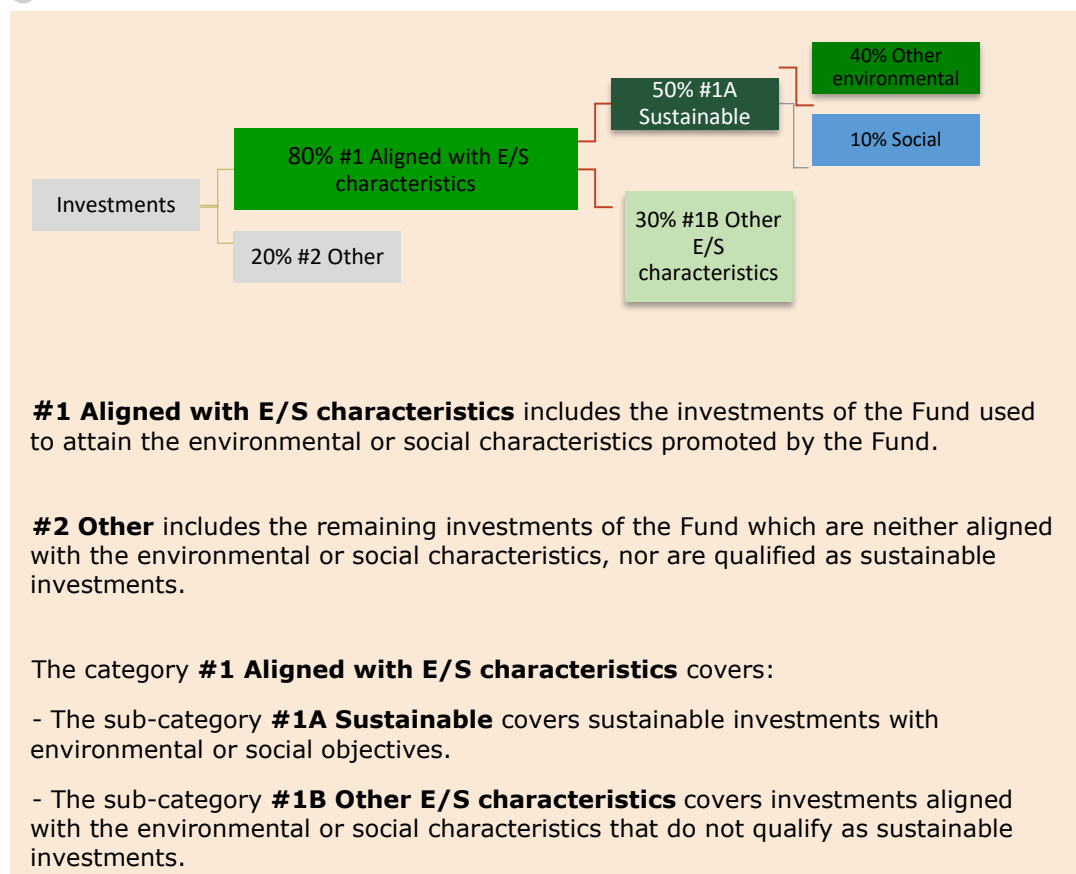 40% Other
environmental
50% #1A
Sustainable
10% Social
80% #1 Aligned with E/S
characteristics
Investments
30% #1B Other
E/S
characteristics
20% #2 Other
#1 Aligned with E/S characteristics includes the investments of the Fund used
to attain the environmental or social characteristics promoted by the Fund.
#2 Other includes the remaining investments of the Fund which are neither aligned
with the environmental or social characteristics, nor are qualified as sustainable
investments.
The category #1 Aligned with E/S characteristics covers:
- The sub-category #1A Sustainable covers sustainable investments with
environmental or social objectives.
- The sub-category #1B Other E/S characteristics covers investments aligned
with the environmental or social characteristics that do not qualify as sustainable
investments.